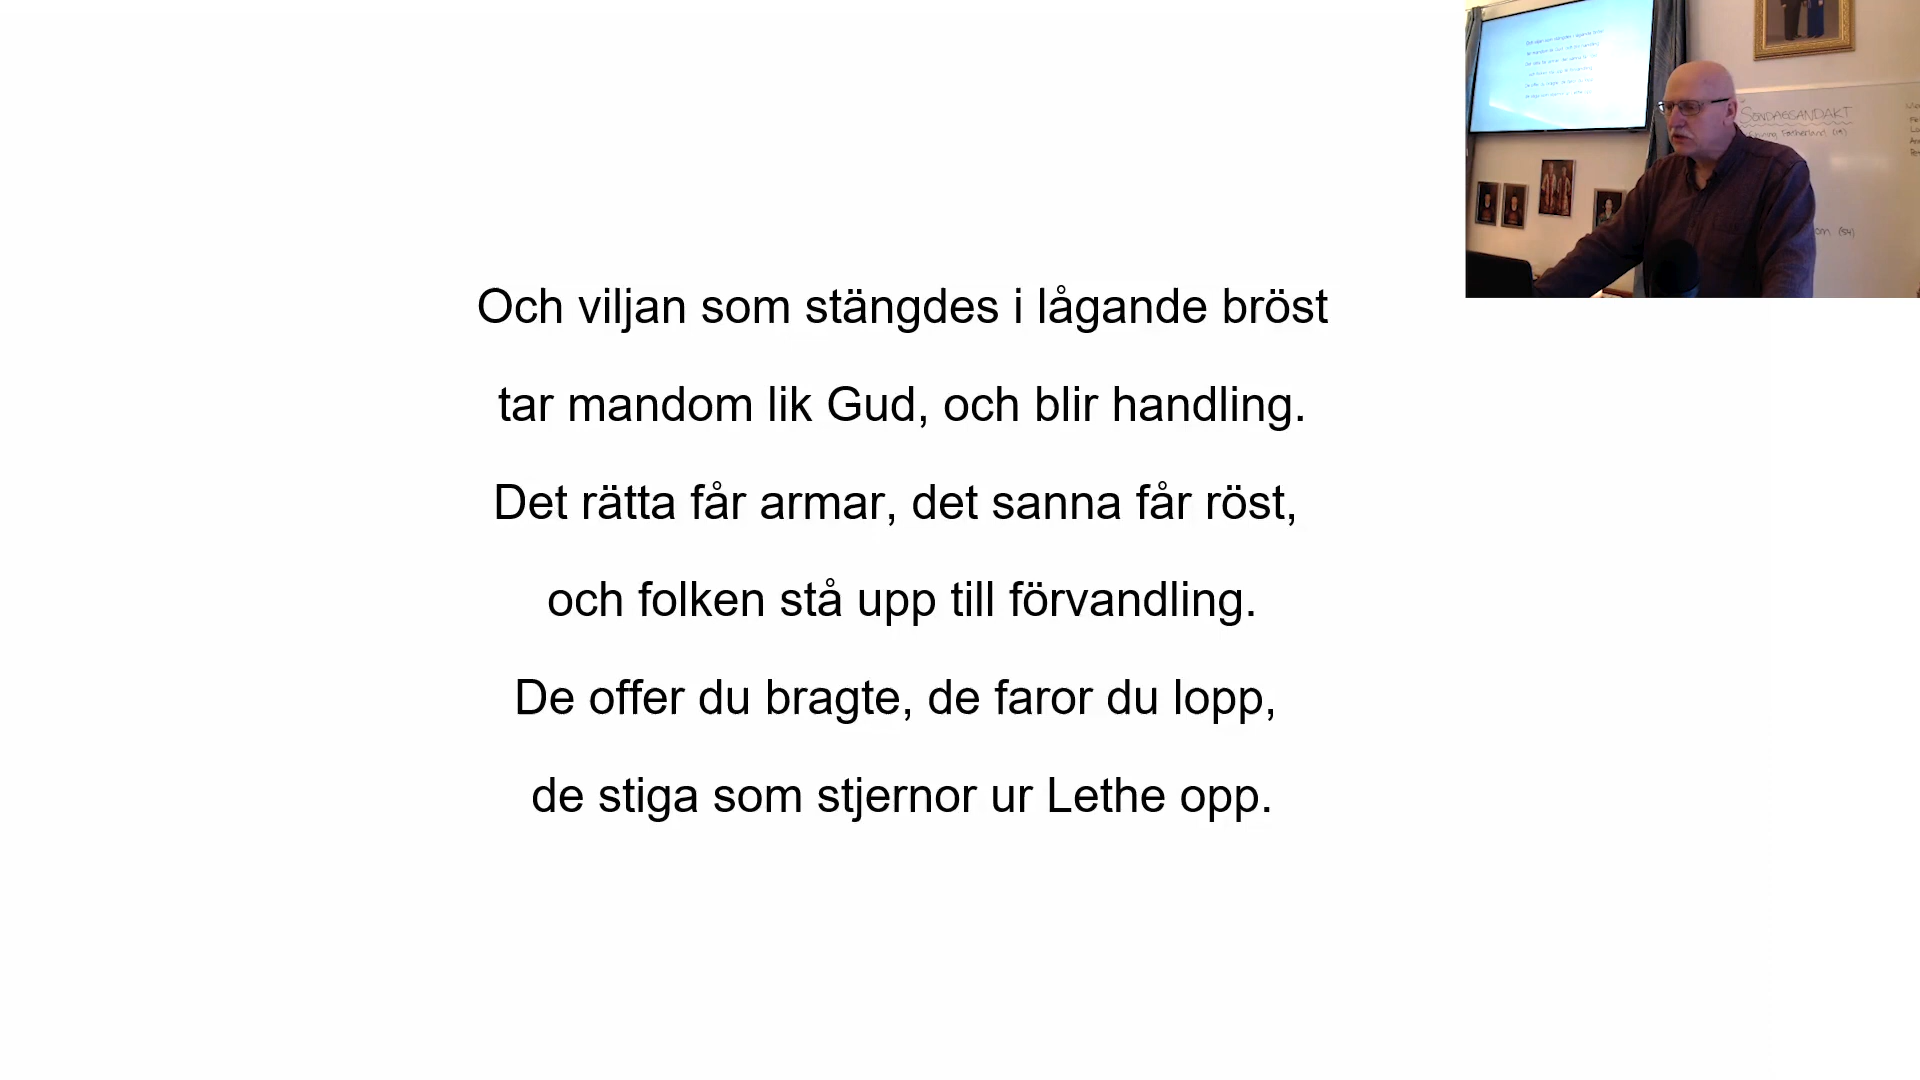 Och viljan som stängdes i lågande bröst
tar mandom lik Gud, och blir handling.
Det rätta får armar, det sanna får röst,
och folken stå upp till förvandling.
De offer du bragte, de faror du lopp,
de stiga som stjernor ur Lethe opp.
SÖNDAGSANDAKT
Fatherland